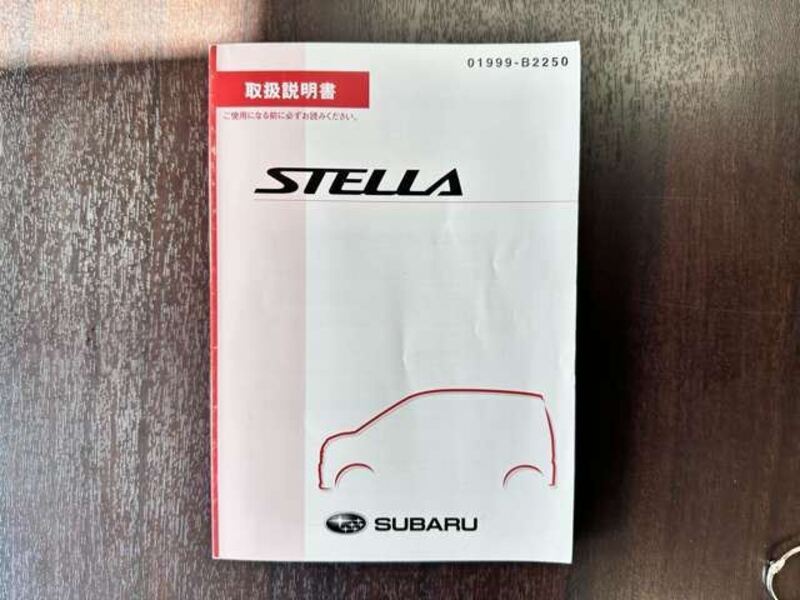 01999-B2250
取扱説明書
ご使用になる前に必ずお読みください。
STELLA
SUBARU